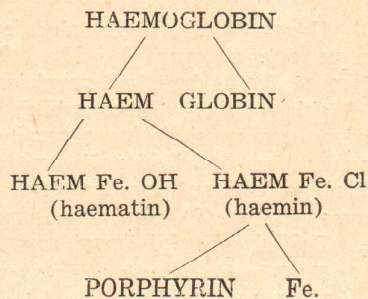 HAEMOGLOBIN
HAEM GLOBIN
HAEM Fe. OH HAEM Fe. Cl
(haematin) (haemin)
PORPHYRIN Fe.